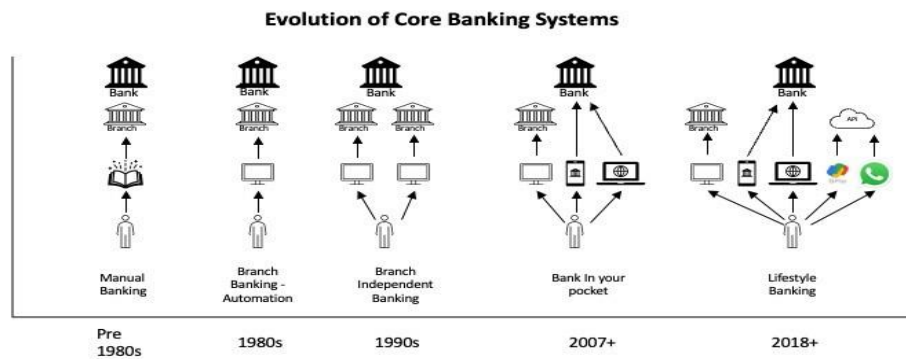 Evolution of Core Banking Systems
Bank
Bank
Bank
Bank
Bank
Branch
Branch
Branch
Branch
Branch
Branch
API
Manual
Banking
Branch
Banking -
Automation
Branch
Independent
Banking
Bank In your
pocket
Lifestyle
Banking
Pre
1980s
1980s
1990s
2007+
2018+